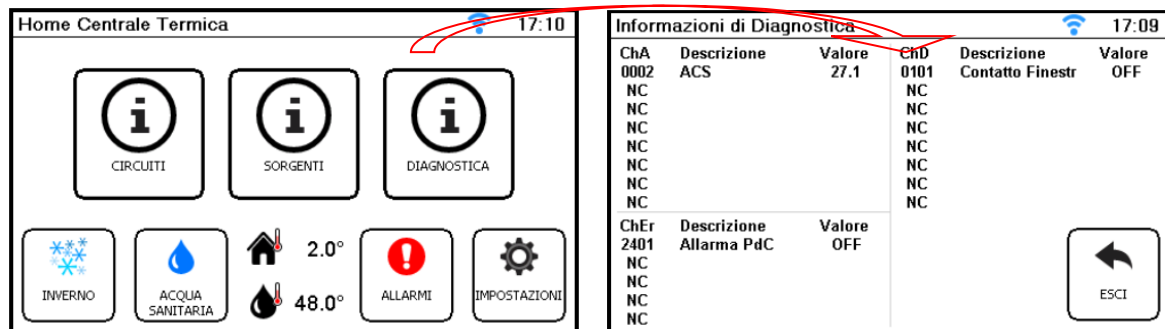 Home Centrale Termica 17:10
CIRCUITI
SORGENTI
DIAGNOSTICA
INVERNO
ACQUA
SANITARIA
2.0°
48.0°
ALLARMI
IMPOSTAZIONI
Informazioni di Diagnostica 17:09
ChA Descrizione Valore
0002 ACS 27.1
NC
NC
NC
NC
NC
NC
NC
ChD Descrizione Valore
0101 Contatto Finestr OFF
NC
NC
NC
NC
NC
NC
NC
ChEr Descrizione Valore
2401 Allarma PdC OFF
NC
NC
NC
NC
ESCI